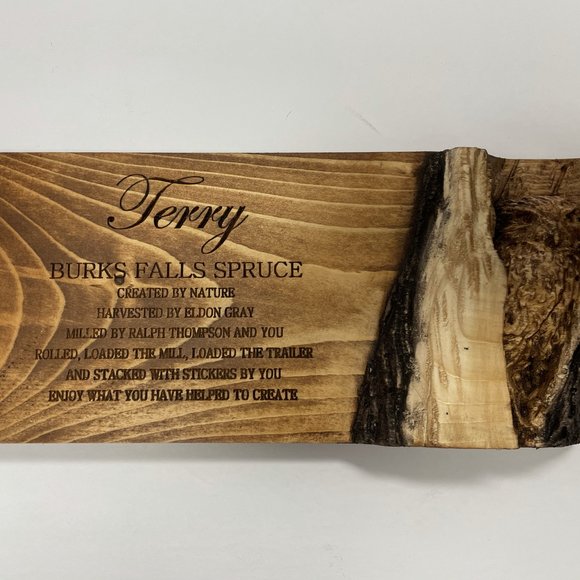 Terry
BURKS FALLS SPRUCE
CREATED BY NATURE
HARVESTED BY ELDON GRAY
MILLED BY RALPH THOMPSON AND YOU
ROLLED, LOADED THE MILL, LOADED THE TRAILER
AND STACKED WITH STICKERS BY YOU
ENJOY WHAT YOU HAVE HELPED TO CREATE